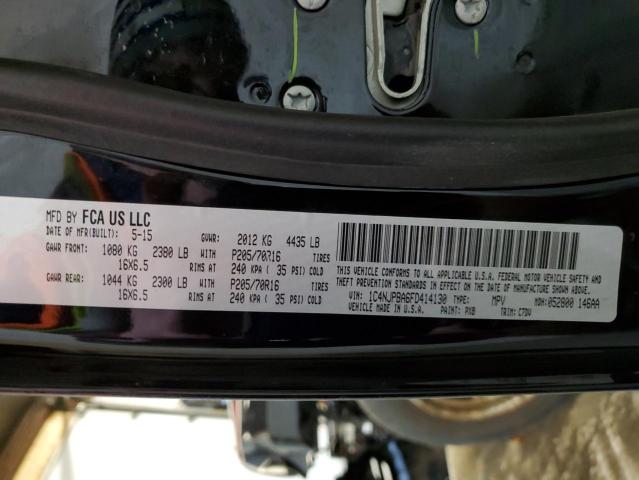 MFD BY FCA US LLC
DATE OF MFR(BUILT): 5-15 GVWR: 2012 KG 4435 LB
GAWR FRONT: 1080 KG 2380 LB WITH P205/70R16 TIRES
16X6.5 RIMS AT 240 KPA ( 35 PSI) COLD
GAWR REAR: 1044 KG 2300 LB WITH P205/70R16 TIRES
16X6.5 RIMS AT 240 KPA ( 35 PSI) COLD
THIS VEHICLE CONFORMS TO ALL APPLICABLE U.S.A. FEDERAL MOTOR VEHICLE SAFETY, BUMPER, AND
THEFT PREVENTION STANDARDS IN EFFECT ON THE DATE OF MANUFACTURE SHOWN ABOVE.
VIN: 1C4NJPBA6FD414130 TYPE: MPV MDH: 052800 146AA
VEHICLE MADE IN U.S.A. PAINT: PXB TRIM: C7DV